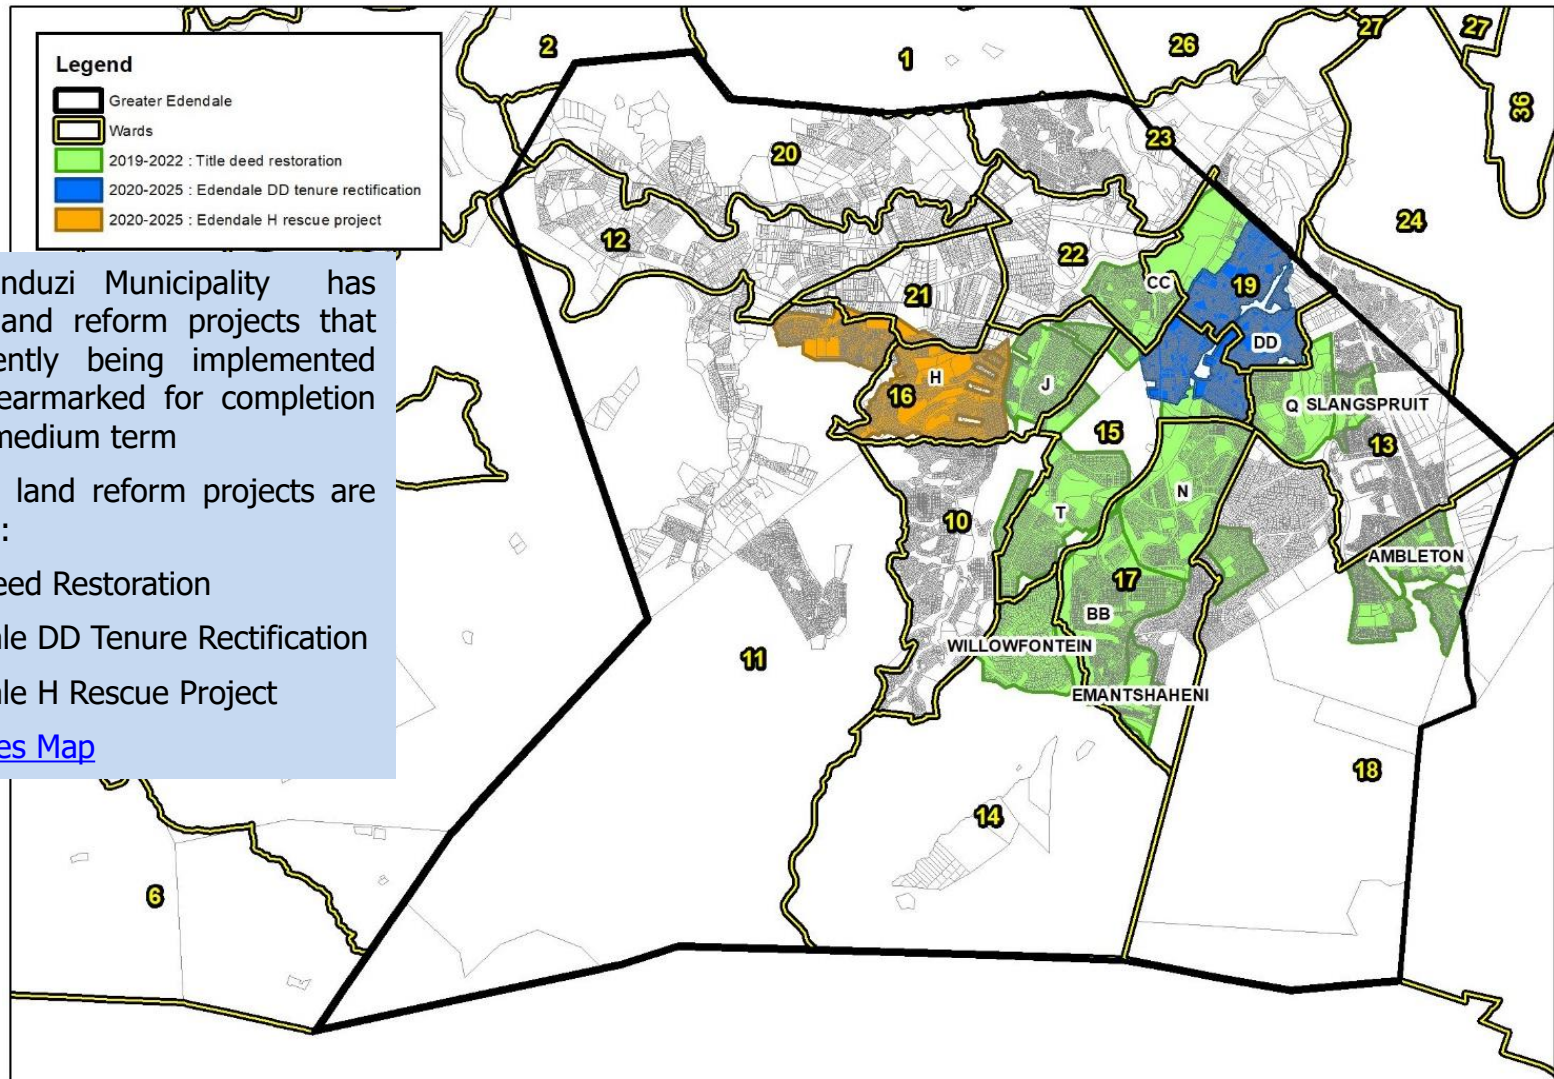 Legend
Greater Edendale
Wards
2019-2022 : Title deed restoration
2020-2025 : Edendale DD tenure rectification
2020-2025 : Edendale H rescue project
nduzi Municipality has
and reform projects that
ently being implemented
earmarked for completion
medium term
land reform projects are
:
eed Restoration
ale DD Tenure Rectification
ale H Rescue Project
es Map
2
1
26
27
27
36
23
20
24
12
22
CC
19
21
DD
H
J
16
Q SLANGSPRUIT
15
13
N
10
T
AMBLETON
17
BB
WILLOWFONTEIN
11
EMANTSHAHENI
18
14
6